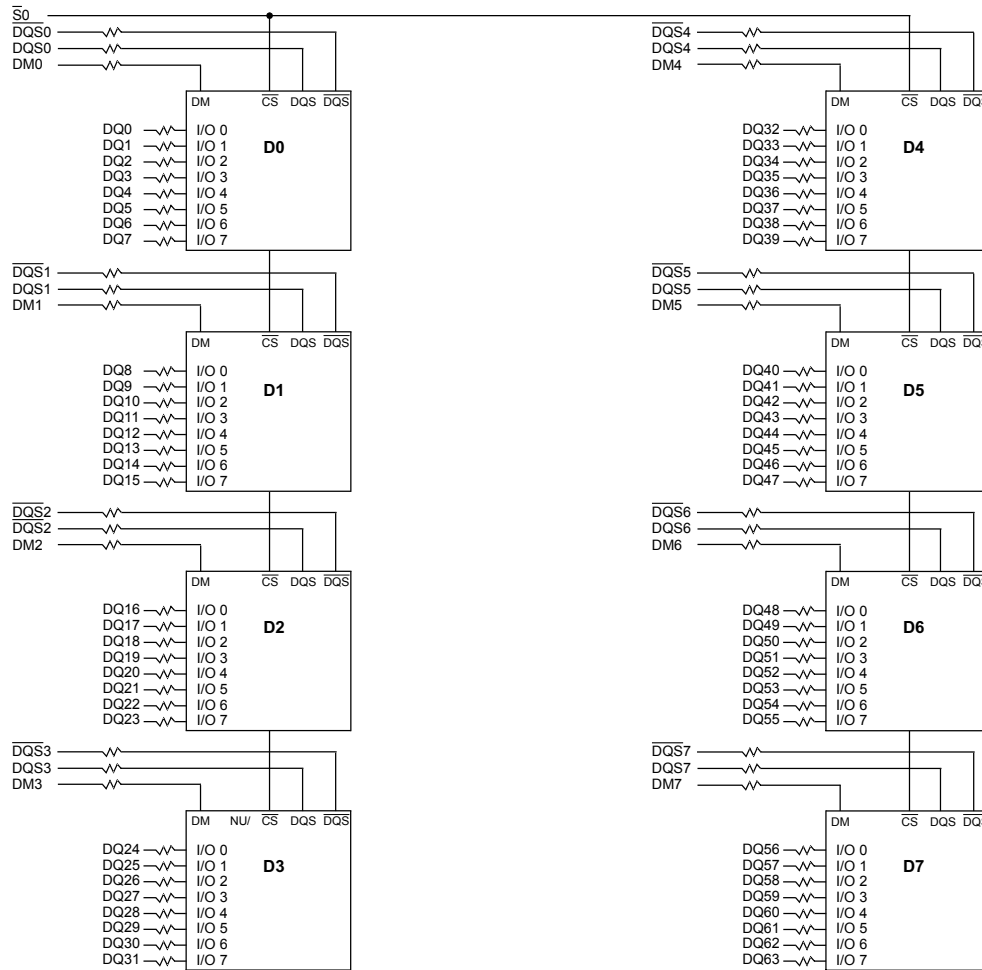 S0
DQS0
DQS0
DM0
DM CS DQS DQS
D0
DQ0 I/O 0
DQ1 I/O 1
DQ2 I/O 2
DQ3 I/O 3
DQ4 I/O 4
DQ5 I/O 5
DQ6 I/O 6
DQ7 I/O 7
DQS1
DQS1
DM1
DM CS DQS DQS
D1
DQ8 I/O 0
DQ9 I/O 1
DQ10 I/O 2
DQ11 I/O 3
DQ12 I/O 4
DQ13 I/O 5
DQ14 I/O 6
DQ15 I/O 7
DQS2
DQS2
DM2
DM CS DQS DQS
D2
DQ16 I/O 0
DQ17 I/O 1
DQ18 I/O 2
DQ19 I/O 3
DQ20 I/O 4
DQ21 I/O 5
DQ22 I/O 6
DQ23 I/O 7
DQS3
DQS3
DM3
DM NU/ CS DQS DQS
D3
DQ24 I/O 0
DQ25 I/O 1
DQ26 I/O 2
DQ27 I/O 3
DQ28 I/O 4
DQ29 I/O 5
DQ30 I/O 6
DQ31 I/O 7
DQS4
DQS4
DM4
DM CS DQS DQS
D4
DQ32 I/O 0
DQ33 I/O 1
DQ34 I/O 2
DQ35 I/O 3
DQ36 I/O 4
DQ37 I/O 5
DQ38 I/O 6
DQ39 I/O 7
DQS5
DQS5
DM5
DM CS DQS DQS
D5
DQ40 I/O 0
DQ41 I/O 1
DQ42 I/O 2
DQ43 I/O 3
DQ44 I/O 4
DQ45 I/O 5
DQ46 I/O 6
DQ47 I/O 7
DQS6
DQS6
DM6
DM CS DQS DQS
D6
DQ48 I/O 0
DQ49 I/O 1
DQ50 I/O 2
DQ51 I/O 3
DQ52 I/O 4
DQ53 I/O 5
DQ54 I/O 6
DQ55 I/O 7
DQS7
DQS7
DM7
DM CS DQS DQS
D7
DQ56 I/O 0
DQ57 I/O 1
DQ58 I/O 2
DQ59 I/O 3
DQ60 I/O 4
DQ61 I/O 5
DQ62 I/O 6
DQ63 I/O 7